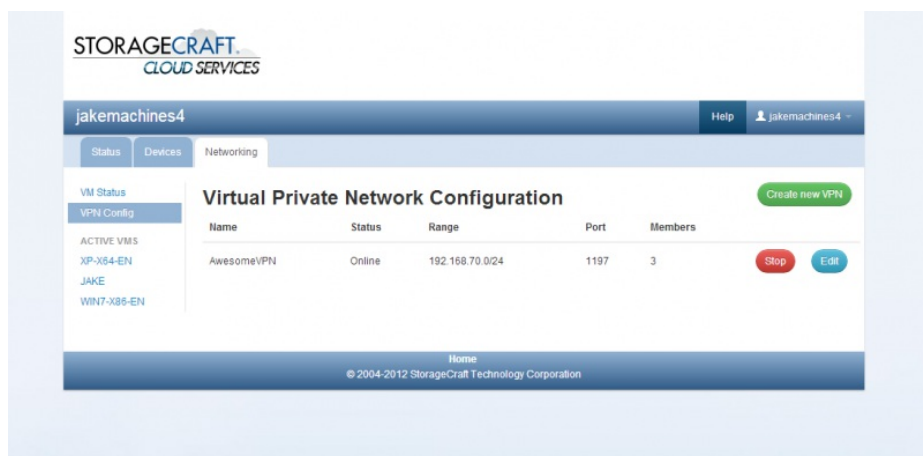 STORAGECRAFT.
CLOUD SERVICES
jakemachines4
Help
jakemachines4
Status
Devices
Networking
VM Status
VPN Config
ACTIVE VMS
XP-X64-EN
JAKE
WIN7-X86-EN
Virtual Private Network Configuration
Create new VPN
Name Status Range Port Members
AwesomeVPN Online 192.168.70.0/24 1197 3 Stop Edit
Home
© 2004-2012 StorageCraft Technology Corporation